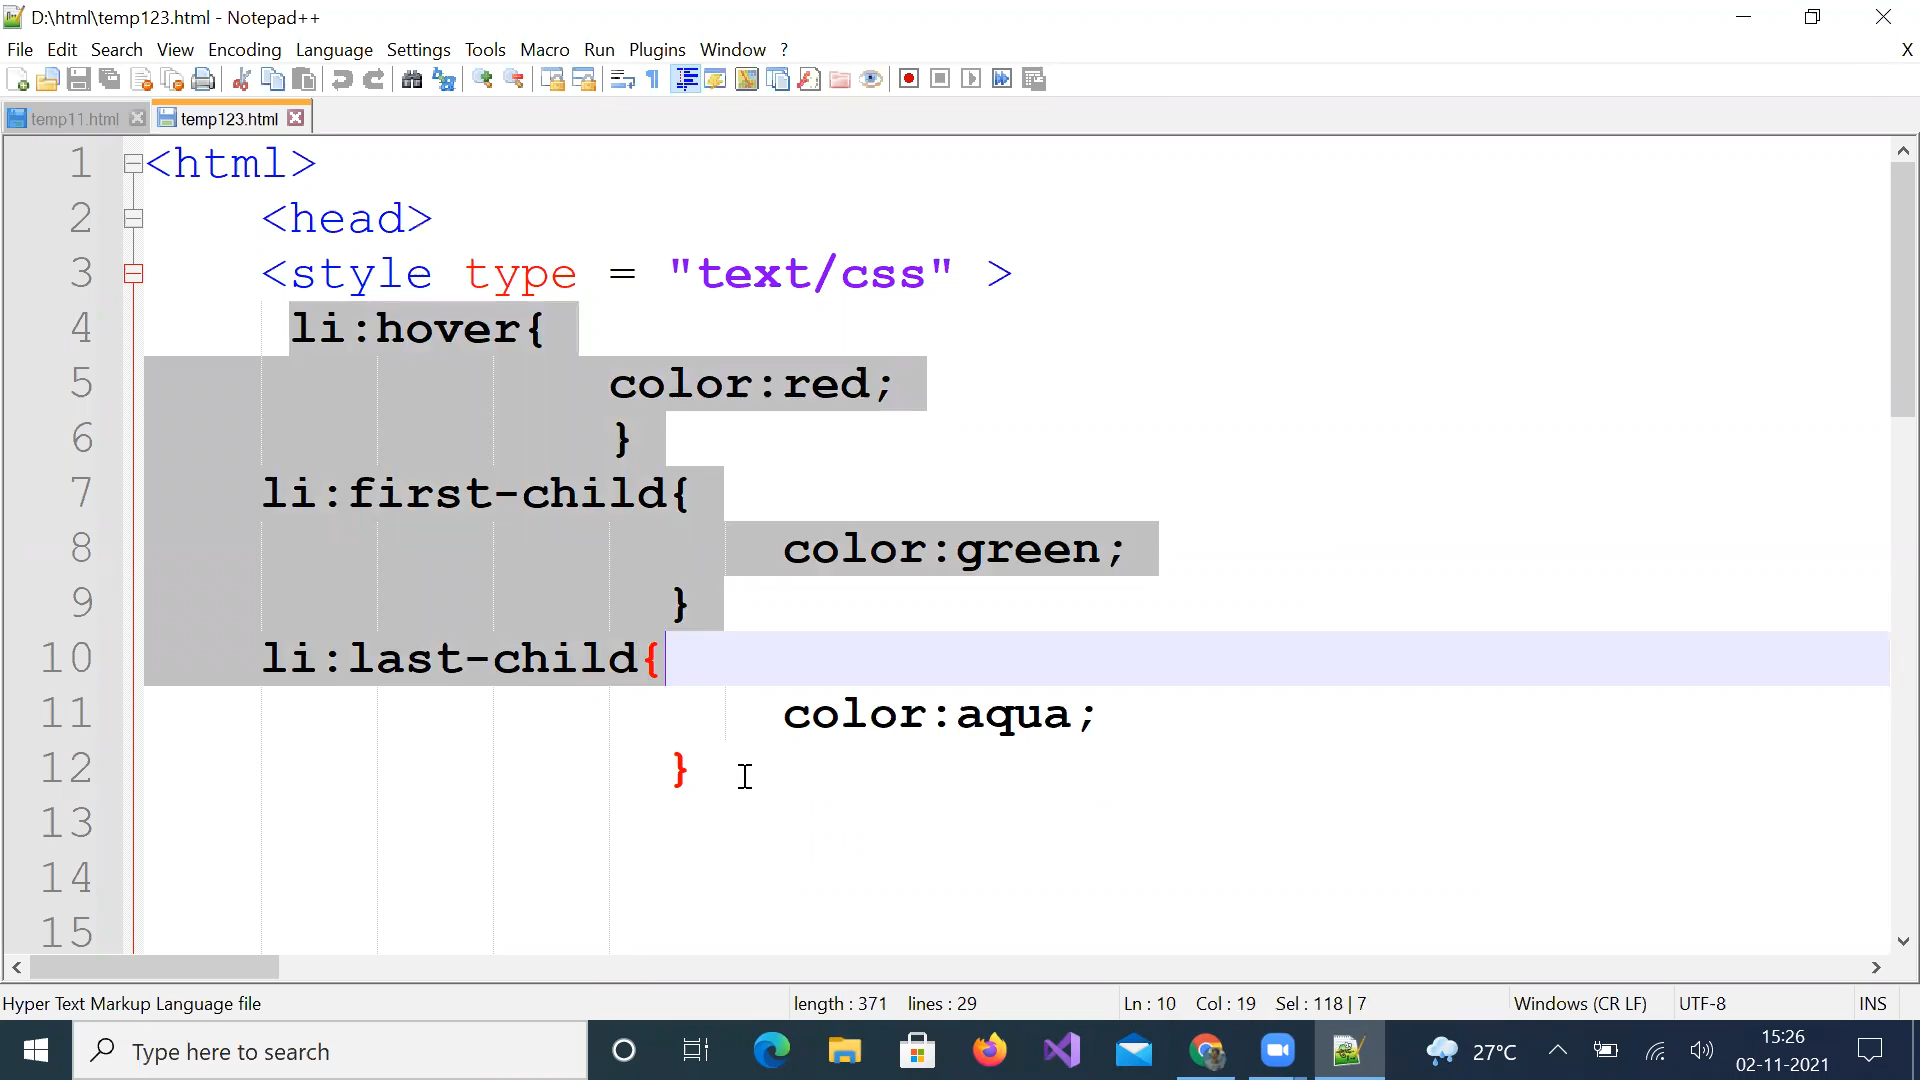 D:\html\temp123.html - Notepad++
File Edit Search View Encoding Language Settings Tools Macro Run Plugins Window ? X
temp11.html temp123.html
1 <html>
2 <head>
3 <style type = "text/css" >
4 li:hover{
5 color:red;
6 }
7 li:first-child{
8 color:green;
9 }
10 li:last-child{
11 color:aqua;
12 }
13
14
15
Hyper Text Markup Language file length : 371 lines : 29 Ln : 10 Col : 19 Sel : 118 | 7 Windows (CR LF) UTF-8 INS
Type here to search 27°C 15:26
02-11-2021